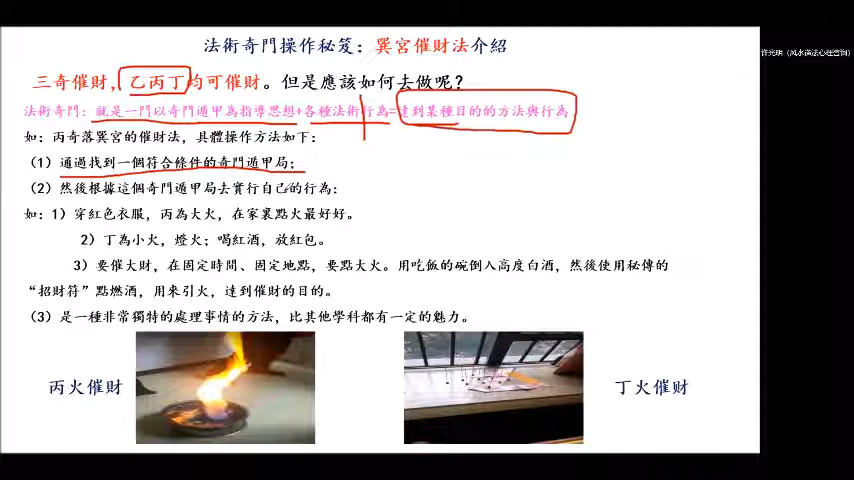 法術奇門操作秘笈：巽宮催財法介紹
三奇催財，乙丙丁均可催財。但是應該如何去做呢？
法術奇門：就是一門以奇門遁甲為指導思想+各種法術行為=達到某種目的的方法與行為
如：丙奇落巽宮的催財法，具體操作方法如下：
（1）通過找到一個符合條件的奇門遁甲局；
（2）然後根據這個奇門遁甲局去實行自己的行為：
如：1）穿紅色衣服，丙為大火，在家裏點火最好好。
2）丁為小火，燈火；喝紅酒，放紅包。
3）要催大財，在固定時間、固定地點，要點大火。用吃飯的碗倒入高度白酒，然後使用秘傳的
“招財符”點燃酒，用來引火，達到催財的目的。
（3）是一種非常獨特的處理事情的方法，比其他學科都有一定的魅力。
丙火催財
丁火催财